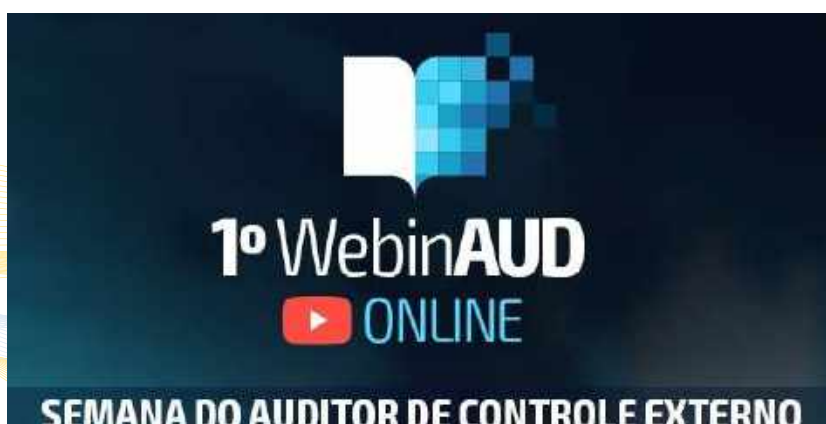 1º WebinAUD
ONLINE
SEMANA DO AUDITOR DE CONTROLE EXTERNO